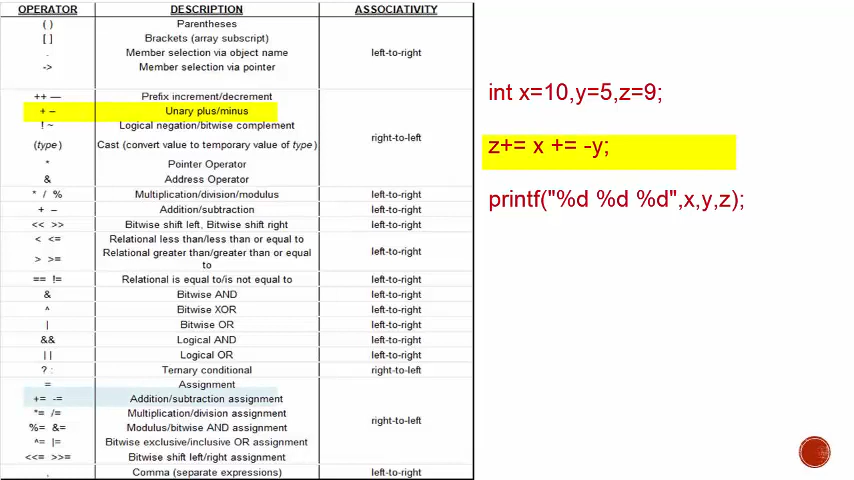 OPERATOR DESCRIPTION ASSOCIATIVITY
( ) Parentheses
[ ] Brackets (array subscript)
. Member selection via object name left-to-right
-> Member selection via pointer
++ — Prefix increment/decrement
+ – Unary plus/minus
! ~ Logical negation/bitwise complement
right-to-left
(type) Cast (convert value to temporary value of type)
* Pointer Operator
& Address Operator
* / % Multiplication/division/modulus left-to-right
+ – Addition/subtraction left-to-right
<< >> Bitwise shift left, Bitwise shift right left-to-right
< <= Relational less than/less than or equal to
left-to-right
> >= Relational greater than/greater than or equal
to
== != Relational is equal to/is not equal to left-to-right
& Bitwise AND left-to-right
^ Bitwise XOR left-to-right
| Bitwise OR left-to-right
&& Logical AND left-to-right
| | Logical OR left-to-right
? : Ternary conditional right-to-left
= Assignment
+= -= Addition/subtraction assignment
*= /= Multiplication/division assignment
right-to-left
%= &= Modulus/bitwise AND assignment
^= |= Bitwise exclusive/inclusive OR assignment
<<= >>= Bitwise shift left/right assignment
, Comma (separate expressions) left-to-right
int x=10,y=5,z=9;
z+= x += -y;
printf("%d %d %d",x,y,z);